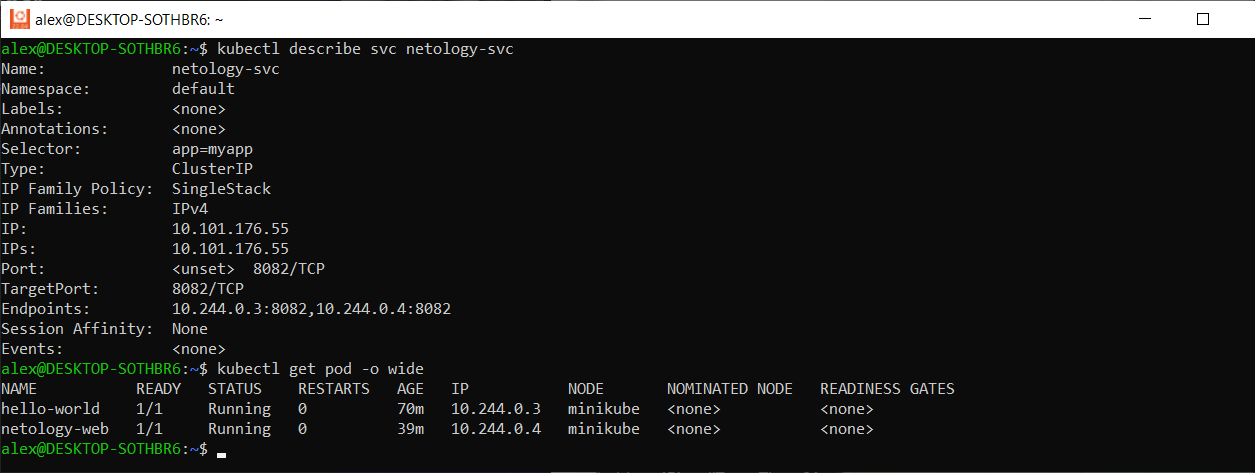 alex@DESKTOP-SOTHBR6: ~
alex@DESKTOP-SOTHBR6:~$ kubectl describe svc netology-svc
Name:              netology-svc
Namespace:         default
Labels:            <none>
Annotations:       <none>
Selector:          app=myapp
Type:              ClusterIP
IP Family Policy:  SingleStack
IP Families:       IPv4
IP:                10.101.176.55
IPs:               10.101.176.55
Port:              <unset>  8082/TCP
TargetPort:        8082/TCP
Endpoints:         10.244.0.3:8082,10.244.0.4:8082
Session Affinity:  None
Events:            <none>
alex@DESKTOP-SOTHBR6:~$ kubectl get pod -o wide
NAME           READY   STATUS    RESTARTS   AGE   IP           NODE       NOMINATED NODE   READINESS GATES
hello-world    1/1     Running   0          70m   10.244.0.3   minikube   <none>           <none>
netology-web   1/1     Running   0          39m   10.244.0.4   minikube   <none>           <none>
alex@DESKTOP-SOTHBR6:~$